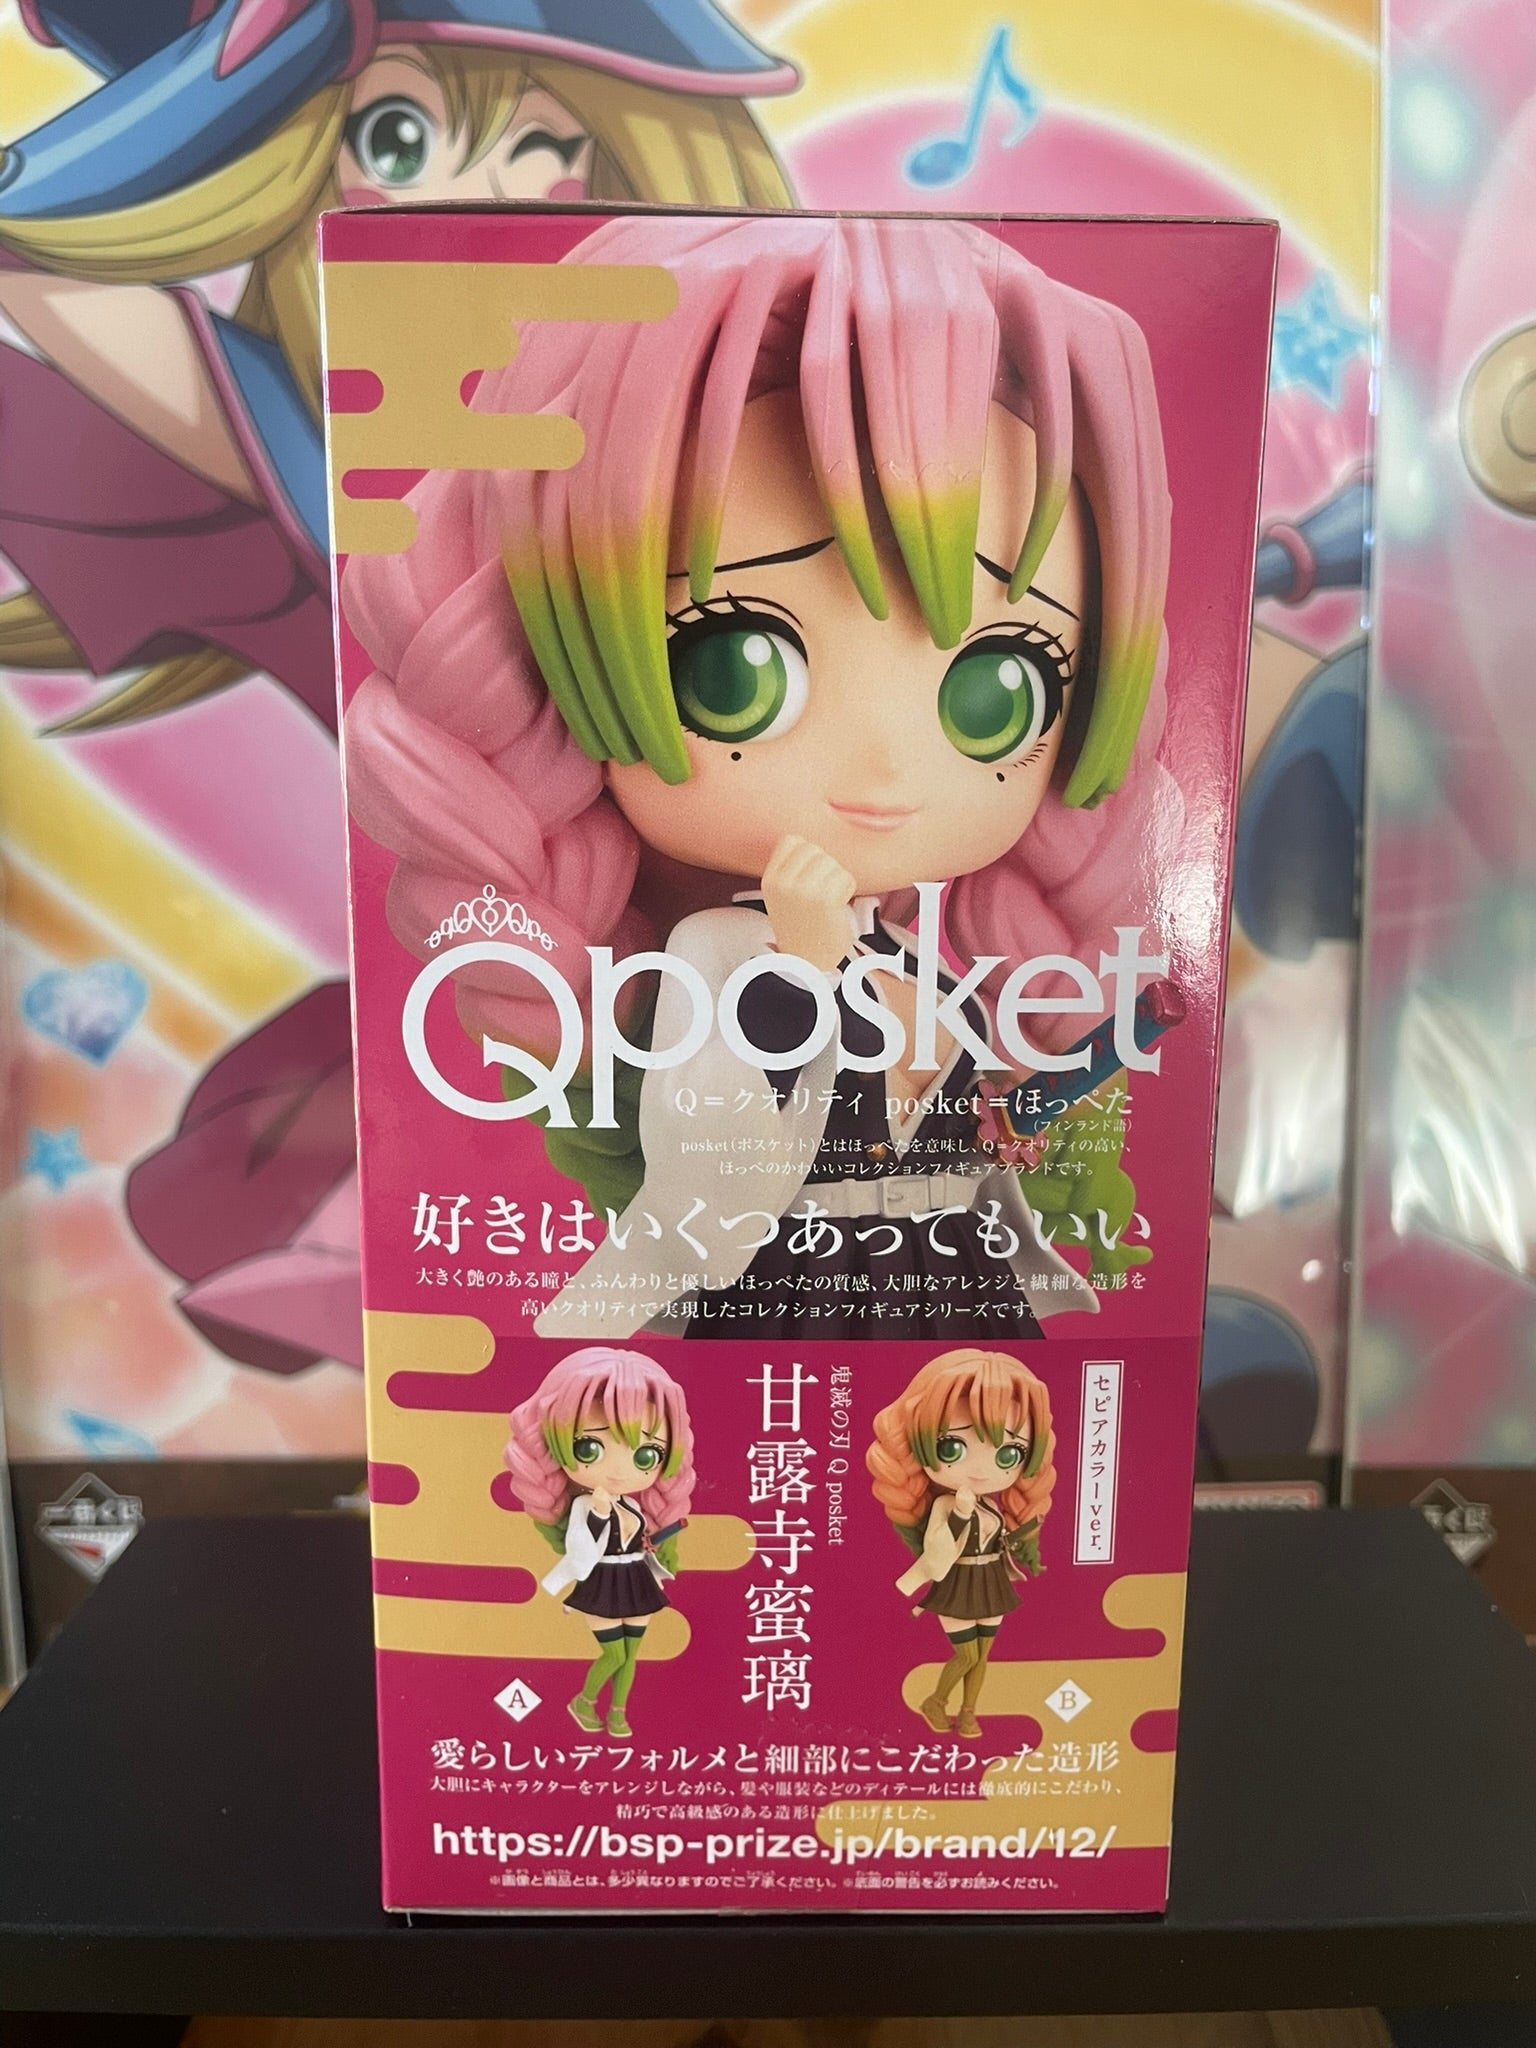 Qposket
Q=クオリティ posket=ほっぺた
(フィンランド語)
posket(ポスケット)とはほっぺたを意味し、Q=クオリティの高い、
ほっぺのかわいいコレクションフィギュアブランドです。
好きはいくつあってもいい
大きく艶のある瞳と、ふんわりと優しいほっぺたの質感、大胆なアレンジと繊細な造形を
高いクオリティで実現したコレクションフィギュアシリーズです。
鬼滅の刃 Q posket
甘露寺蜜璃
セピアカラーver.
A
B
愛らしいデフォルメと細部にこだわった造形
大胆にキャラクターをアレンジしながら、髪や服装などのディテールには徹底的にこだわり、
精巧で高級感のある造形に仕上げました。
https://bsp-prize.jp/brand/12/
※画像と商品とは、多少異なりますのでご了承ください。※底面の警告を必ずお読みください。
一番くじ